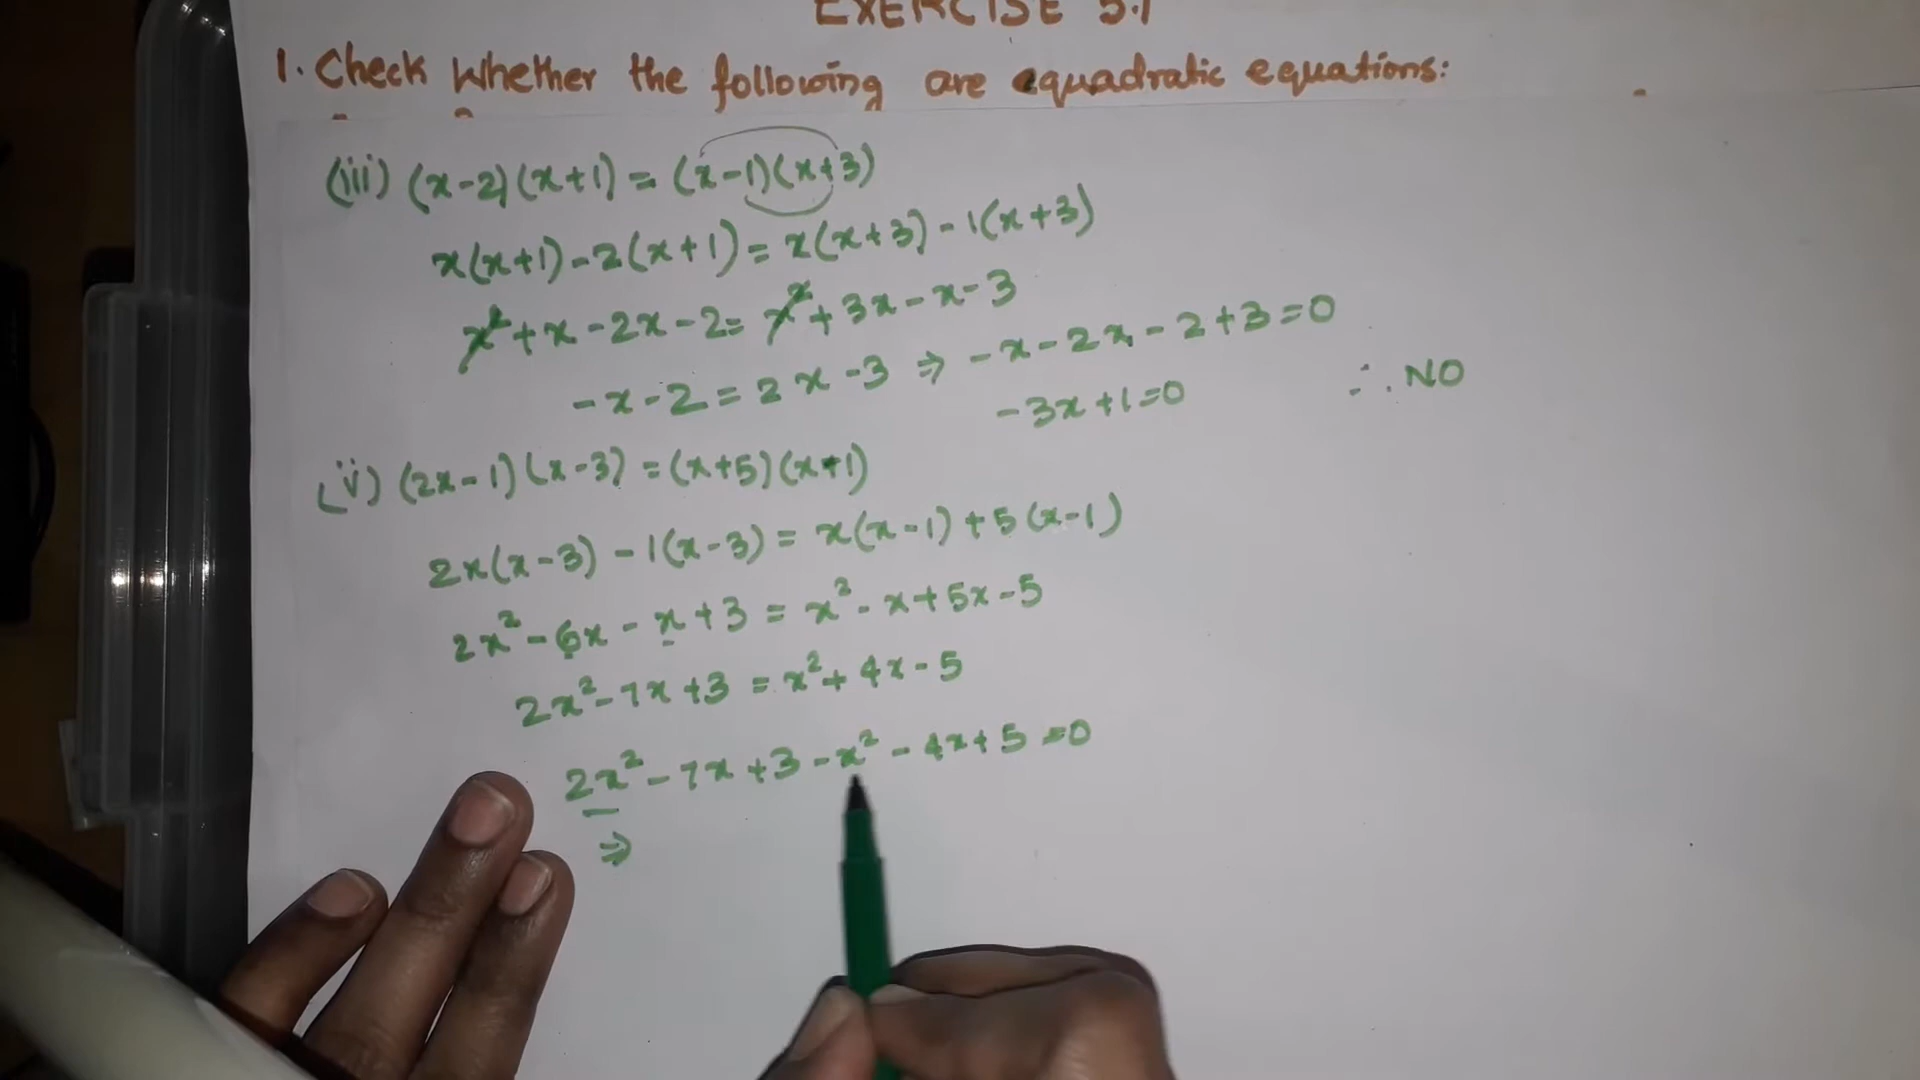 EXERCISE 5.1
1. Check Whether the following are quadratic equations:
(iii) (x-2)(x+1) = (x-1)(x+3)
x(x+1)-2(x+1) = x(x+3)-1(x+3)
x²+x-2x-2= x²+3x-x-3
-x-2=2x-3 ⇒ -x-2x-2+3=0
-3x+1=0 ∴ NO
(v) (2x-1)(x-3) = (x+5)(x-1)
2x(x-3) -1(x-3) = x(x-1)+5(x-1)
2x²-6x-x+3 = x²-x+5x-5
2x²-7x+3 = x²+4x-5
2x²-7x+3-x²-4x+5=0
⇒